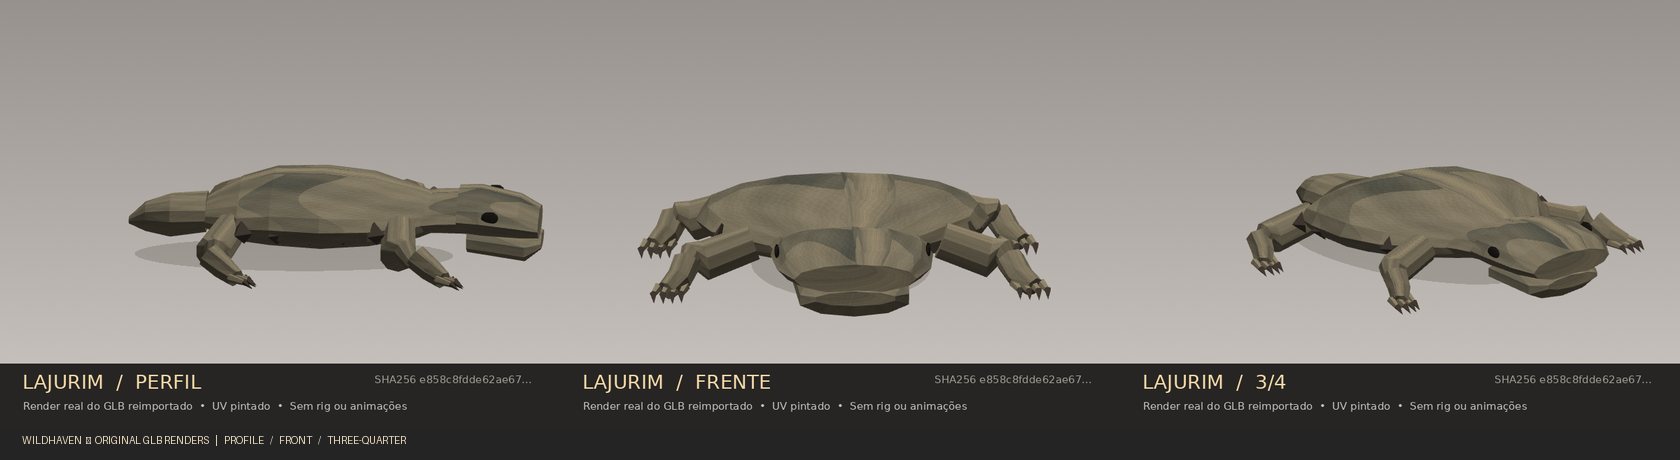 LAJURIM / PERFIL
SHA256 e858c8fdde62ae67...
Render real do GLB reimportado • UV pintado • Sem rig ou animações
LAJURIM / FRENTE
SHA256 e858c8fdde62ae67...
Render real do GLB reimportado • UV pintado • Sem rig ou animações
LAJURIM / 3/4
SHA256 e858c8fdde62ae67...
Render real do GLB reimportado • UV pintado • Sem rig ou animações
WILDHAVEN ☒ ORIGINAL GLB RENDERS | PROFILE / FRONT / THREE-QUARTER